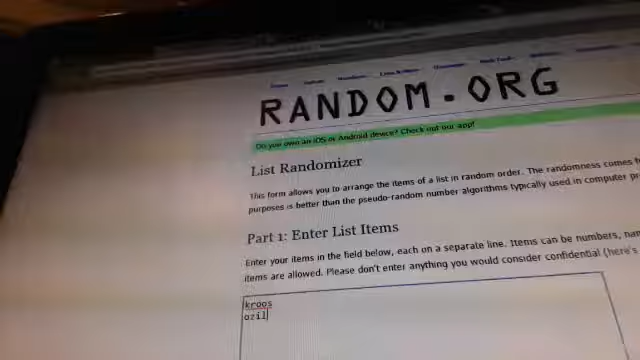 RANDOM.ORG
Do you own an iOS or Android device? Check out our app!
List Randomizer
This form allows you to arrange the items of a list in random order. The randomness comes
purposes is better than the pseudo-random number algorithms typically used in computer
Part 1: Enter List Items
Enter your items in the field below, each on a separate line. Items can be numbers,
items are allowed. Please don't enter anything you would consider confidential (here's
kroos
ozil